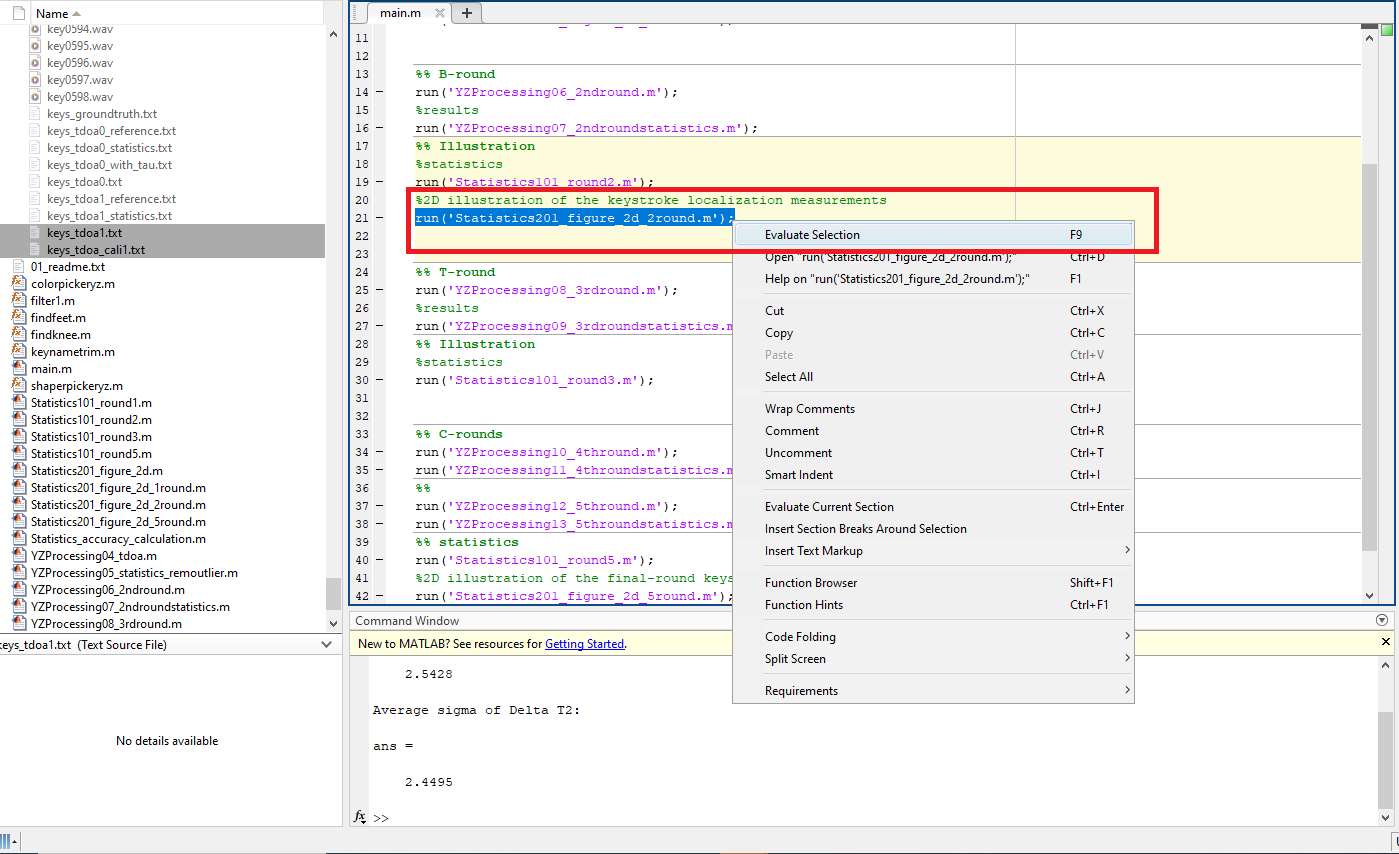 Name
key0594.wav
key0595.wav
key0596.wav
key0597.wav
key0598.wav
keys_groundtruth.txt
keys_tdoa0_reference.txt
keys_tdoa0_statistics.txt
keys_tdoa0_with_tau.txt
keys_tdoa0.txt
keys_tdoa1_reference.txt
keys_tdoa1_statistics.txt
keys_tdoa1.txt
keys_tdoa_cali1.txt
01_readme.txt
colorpickeryz.m
filter1.m
findfeet.m
findknee.m
keynametrim.m
main.m
shaperpickeryz.m
Statistics101_round1.m
Statistics101_round2.m
Statistics101_round3.m
Statistics101_round5.m
Statistics201_figure_2d.m
Statistics201_figure_2d_1round.m
Statistics201_figure_2d_2round.m
Statistics201_figure_2d_5round.m
Statistics_accuracy_calculation.m
YZProcessing04_tdoa.m
YZProcessing05_statistics_remoutlier.m
YZProcessing06_2ndround.m
YZProcessing07_2ndroundstatistics.m
YZProcessing08_3rdround.m
keys_tdoa1.txt (Text Source File)
No details available
main.m
11
12
13 %% B-round
14 – run('YZProcessing06_2ndround.m');
15 %results
16 – run('YZProcessing07_2ndroundstatistics.m');
17 %% Illustration
18 %statistics
19 – run('Statistics101_round2.m');
20 %2D illustration of the keystroke localization measurements
21 – run('Statistics201_figure_2d_2round.m');
22
23
24 %% T-round
25 – run('YZProcessing08_3rdround.m');
26 %results
27 – run('YZProcessing09_3rdroundstatistics.m
28 %% Illustration
29 %statistics
30 – run('Statistics101_round3.m');
31
32
33 %% C-rounds
34 – run('YZProcessing10_4thround.m');
35 – run('YZProcessing11_4throundstatistics.m
36 %%
37 – run('YZProcessing12_5thround.m');
38 – run('YZProcessing13_5throundstatistics.m
39 %% statistics
40 – run('Statistics101_round5.m');
41 %2D illustration of the final-round keys
42 – run('Statistics201_figure_2d_5round.m');
Evaluate Selection F9
Open "run('Statistics201_figure_2d_2round.m');" Ctrl+D
Help on "run('Statistics201_figure_2d_2round.m');" F1
Cut Ctrl+X
Copy Ctrl+C
Paste Ctrl+V
Select All Ctrl+A
Wrap Comments Ctrl+J
Comment Ctrl+R
Uncomment Ctrl+T
Smart Indent Ctrl+I
Evaluate Current Section Ctrl+Enter
Insert Section Breaks Around Selection
Insert Text Markup
Function Browser Shift+F1
Function Hints Ctrl+F1
Code Folding
Split Screen
Requirements
Command Window
New to MATLAB? See resources for Getting Started.
2.5428
Average sigma of Delta T2:
ans =
2.4495
fx >>